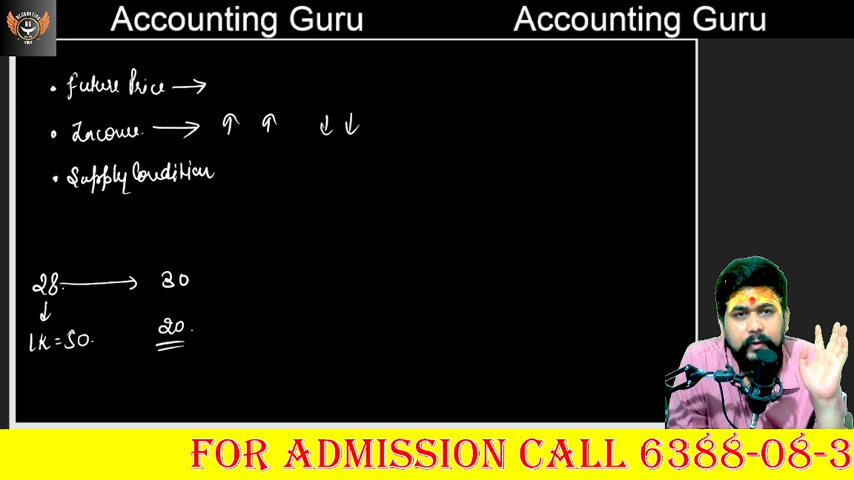 Accounting Guru Accounting Guru
• Future Price →
• Income. → ↑ ↑ ↓ ↓
• Supply Condition
28. → 30
↓
1K = 50. 20.
FOR ADMISSION CALL 6388-08-3